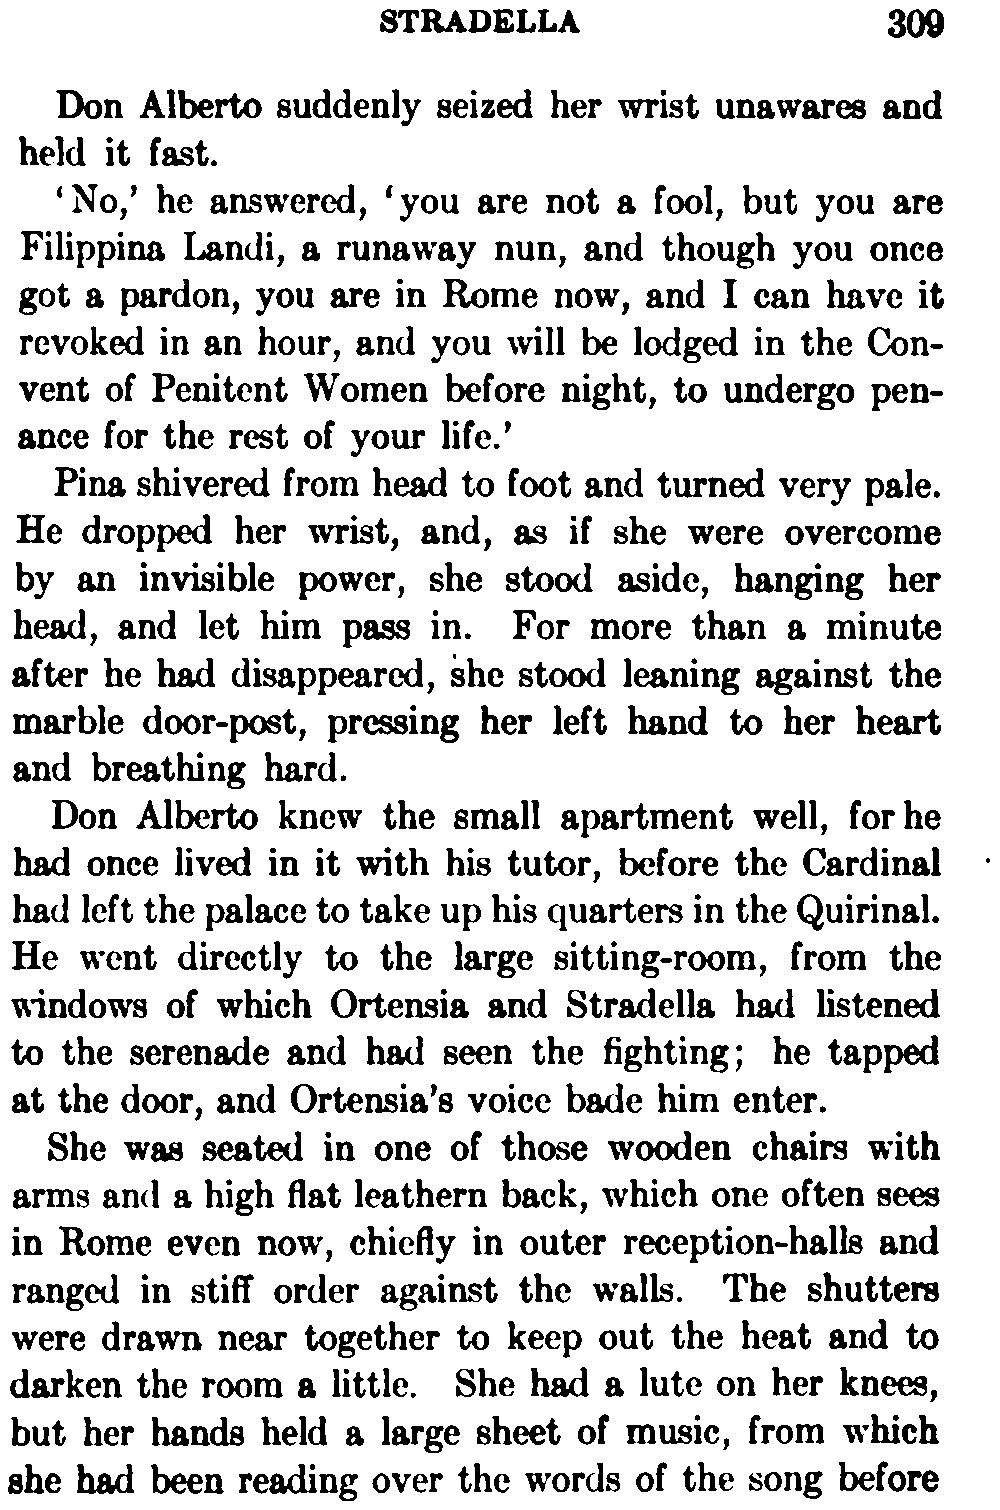 STRADELLA 309
Don Alberto suddenly seized her wrist unawares and
held it fast.
‘No,’ he answered, ‘you are not a fool, but you are
Filippina Landi, a runaway nun, and though you once
got a pardon, you are in Rome now, and I can have it
revoked in an hour, and you will be lodged in the Con-
vent of Penitent Women before night, to undergo pen-
ance for the rest of your life.’
Pina shivered from head to foot and turned very pale.
He dropped her wrist, and, as if she were overcome
by an invisible power, she stood aside, hanging her
head, and let him pass in. For more than a minute
after he had disappeared, she stood leaning against the
marble door-post, pressing her left hand to her heart
and breathing hard.
Don Alberto knew the small apartment well, for he
had once lived in it with his tutor, before the Cardinal
had left the palace to take up his quarters in the Quirinal.
He went directly to the large sitting-room, from the
windows of which Ortensia and Stradella had listened
to the serenade and had seen the fighting; he tapped
at the door, and Ortensia's voice bade him enter.
She was seated in one of those wooden chairs with
arms and a high flat leathern back, which one often sees
in Rome even now, chiefly in outer reception-halls and
ranged in stiff order against the walls. The shutters
were drawn near together to keep out the heat and to
darken the room a little. She had a lute on her knees,
but her hands held a large sheet of music, from which
she had been reading over the words of the song before